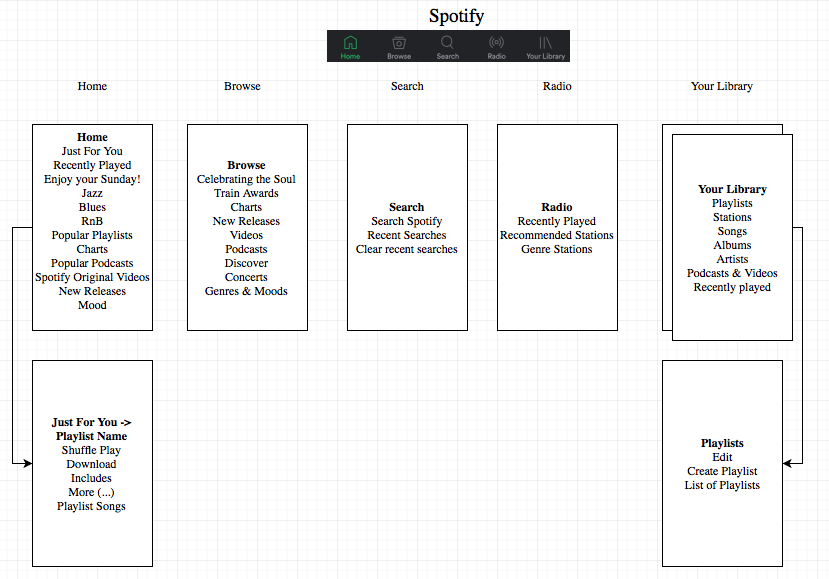 Spotify
Home Browse Search Radio Your Library
Home Browse Search Radio Your Library
Home
Just For You
Recently Played
Enjoy your Sunday!
Jazz
Blues
RnB
Popular Playlists
Charts
Popular Podcasts
Spotify Original Videos
New Releases
Mood
Browse
Celebrating the Soul
Train Awards
Charts
New Releases
Videos
Podcasts
Discover
Concerts
Genres & Moods
Search
Search Spotify
Recent Searches
Clear recent searches
Radio
Recently Played
Recommended Stations
Genre Stations
Your Library
Playlists
Stations
Songs
Albums
Artists
Podcasts & Videos
Recently played
Just For You ->
Playlist Name
Shuffle Play
Download
Includes
More (...)
Playlist Songs
Playlists
Edit
Create Playlist
List of Playlists